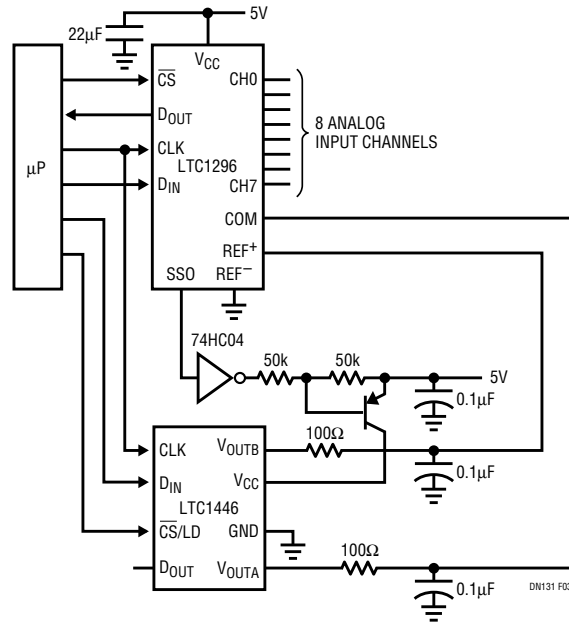 5V
22µF
V_CC
C̅S̅
CH0
D_OUT
8 ANALOG
INPUT CHANNELS
CLK
µP
LTC1296
D_IN
CH7
COM
REF⁺
SSO
REF⁻
74HC04
50k
50k
5V
0.1µF
100Ω
CLK
V_OUTB
0.1µF
D_IN
V_CC
LTC1446
C̅S̅/LD
GND
100Ω
D_OUT
V_OUTA
0.1µF
DN131 F03